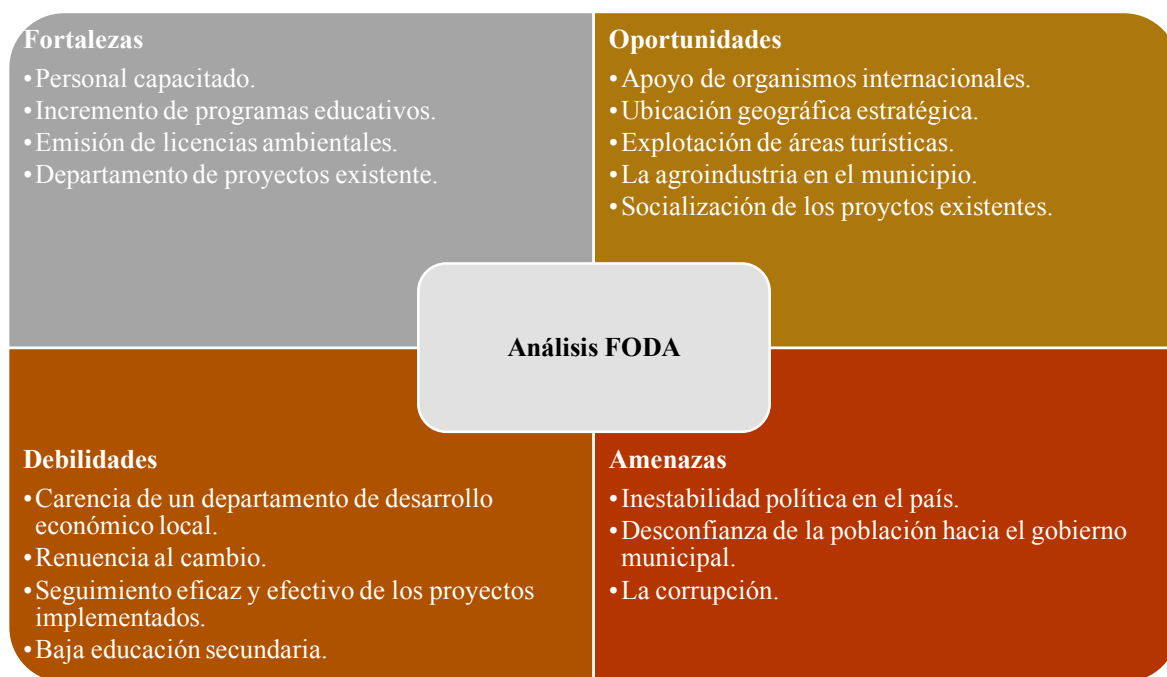 Fortalezas
•Personal capacitado.
•Incremento de programas educativos.
•Emisión de licencias ambientales.
•Departamento de proyectos existente.
Oportunidades
•Apoyo de organismos internacionales.
•Ubicación geográfica estratégica.
•Explotación de áreas turísticas.
•La agroindustria en el municipio.
•Socialización de los proyctos existentes.
Análisis FODA
Debilidades
•Carencia de un departamento de desarrollo
económico local.
•Renuencia al cambio.
•Seguimiento eficaz y efectivo de los proyectos
implementados.
•Baja educación secundaria.
Amenazas
•Inestabilidad política en el país.
•Desconfianza de la población hacia el gobierno
municipal.
•La corrupción.